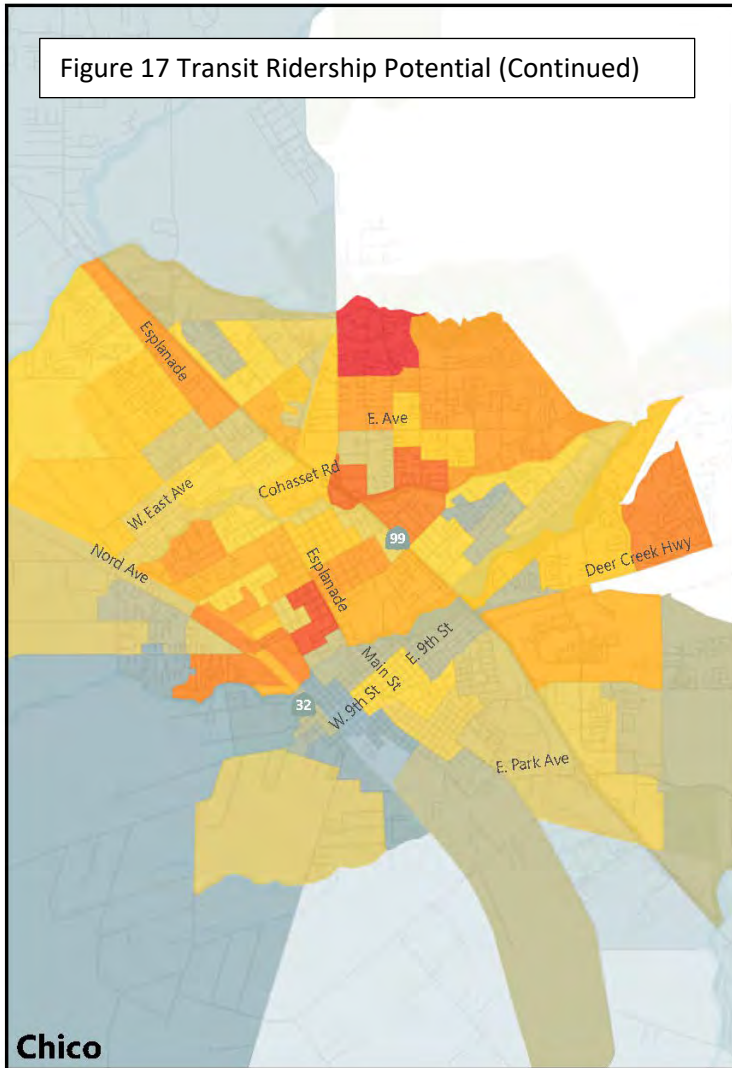 Figure 17 Transit Ridership Potential (Continued)
Esplanade
E. Ave
Cohasset Rd
W. East Ave
99
Nord Ave
Esplanade
Deer Creek Hwy
E. 9th St
Main St
32
W. 9th St
E. Park Ave
Chico